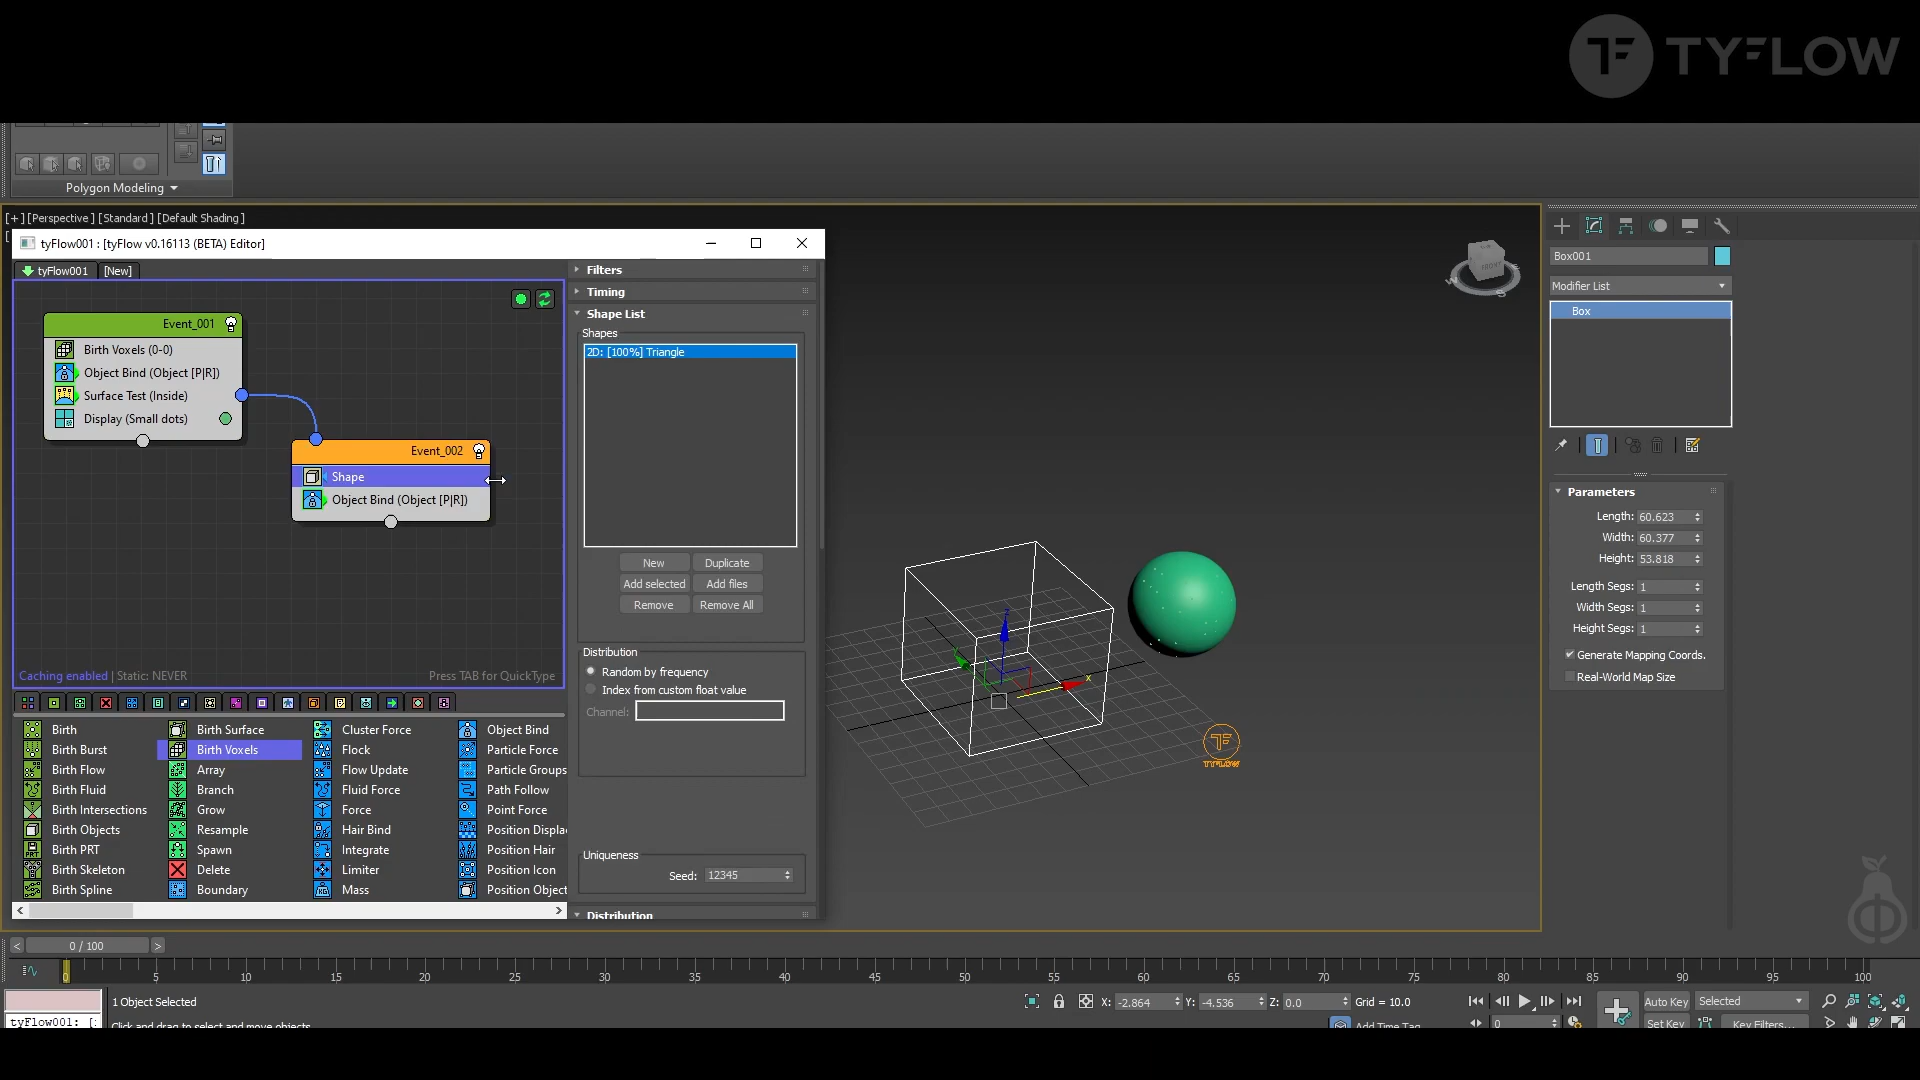 TYFLOW
Polygon Modeling
[+] [Perspective] [Standard] [Default Shading]
tyFlow001 : [tyFlow v0.16113 (BETA) Editor]
tyFlow001 [New]
Event_001
Birth Voxels (0-0)
Object Bind (Object [P|R])
Surface Test (Inside)
Display (Small dots)
Event_002
Shape
Object Bind (Object [P|R])
Caching enabled | Static: NEVER
Press TAB for QuickType
Birth
Birth Burst
Birth Flow
Birth Fluid
Birth Intersections
Birth Objects
Birth PRT
Birth Skeleton
Birth Spline
Birth Surface
Birth Voxels
Array
Branch
Grow
Resample
Spawn
Delete
Boundary
Cluster Force
Flock
Flow Update
Fluid Force
Force
Hair Bind
Integrate
Limiter
Mass
Object Bind
Particle Force
Particle Groups
Path Follow
Point Force
Position Displa
Position Hair
Position Icon
Position Object
Filters
Timing
Shape List
Shapes
2D: [100%] Triangle
New
Duplicate
Add selected
Add files
Remove
Remove All
Distribution
Random by frequency
Index from custom float value
Channel:
Uniqueness
Seed: 12345
Distribution
x
TYFLOW
Box001
Modifier List
Box
Parameters
Length: 60.623
Width: 60.377
Height: 53.818
Length Segs: 1
Width Segs: 1
Height Segs: 1
Generate Mapping Coords.
Real-World Map Size
< 0 / 100 >
0 5 10 15 20 25 30 35 40 45 50 55 60 65 70 75 80 85 90 95 100
1 Object Selected
X: -2.864 Y: -4.536 Z: 0.0 Grid = 10.0
Auto Key Selected
tyFlow001: [
Click and drag to select and move objects
Add Time Tag
0
Set Key Key Filters...